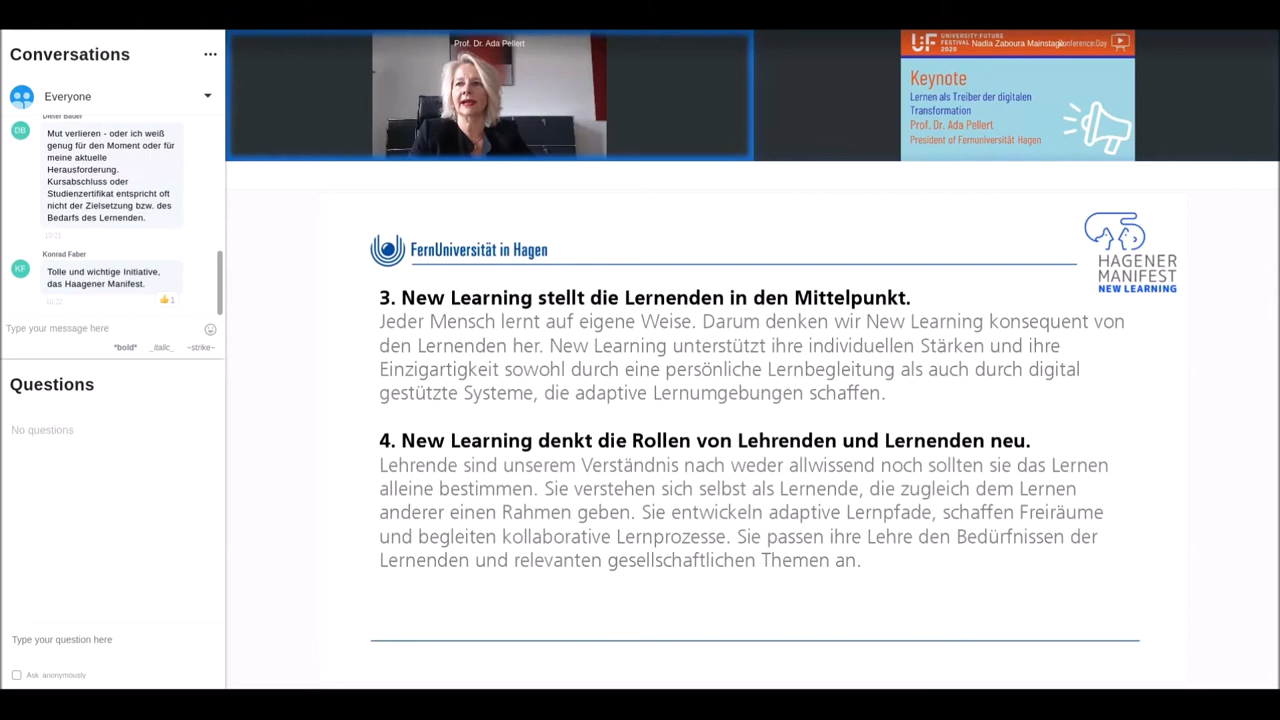 Conversations
Everyone
Dieter Bauer
DB
Mut verlieren - oder ich weiß
genug für den Moment oder für
meine aktuelle
Herausforderung.
Kursabschluss oder
Studienzertifikat entspricht oft
nicht der Zielsetzung bzw. des
Bedarfs des Lernenden.
Konrad Faber
KF
Tolle und wichtige Initiative,
das Haagener Manifest.
1
Type your message here
*bold* _italic_ ~strike~
Questions
No questions
Type your question here
Ask anonymously
Prof. Dr. Ada Pellert
UNIVERSITY:FUTURE
FESTIVAL
2020
Nadia Zaboura Mainstage
Conference:Day
Keynote
Lernen als Treiber der digitalen
Transformation
Prof. Dr. Ada Pellert
President of Fernuniversität Hagen
FernUniversität in Hagen
HAGENER
MANIFEST
NEW LEARNING
3. New Learning stellt die Lernenden in den Mittelpunkt.
Jeder Mensch lernt auf eigene Weise. Darum denken wir New Learning konsequent von
den Lernenden her. New Learning unterstützt ihre individuellen Stärken und ihre
Einzigartigkeit sowohl durch eine persönliche Lernbegleitung als auch durch digital
gestützte Systeme, die adaptive Lernumgebungen schaffen.
4. New Learning denkt die Rollen von Lehrenden und Lernenden neu.
Lehrende sind unserem Verständnis nach weder allwissend noch sollten sie das Lernen
alleine bestimmen. Sie verstehen sich selbst als Lernende, die zugleich dem Lernen
anderer einen Rahmen geben. Sie entwickeln adaptive Lernpfade, schaffen Freiräume
und begleiten kollaborative Lernprozesse. Sie passen ihre Lehre den Bedürfnissen der
Lernenden und relevanten gesellschaftlichen Themen an.